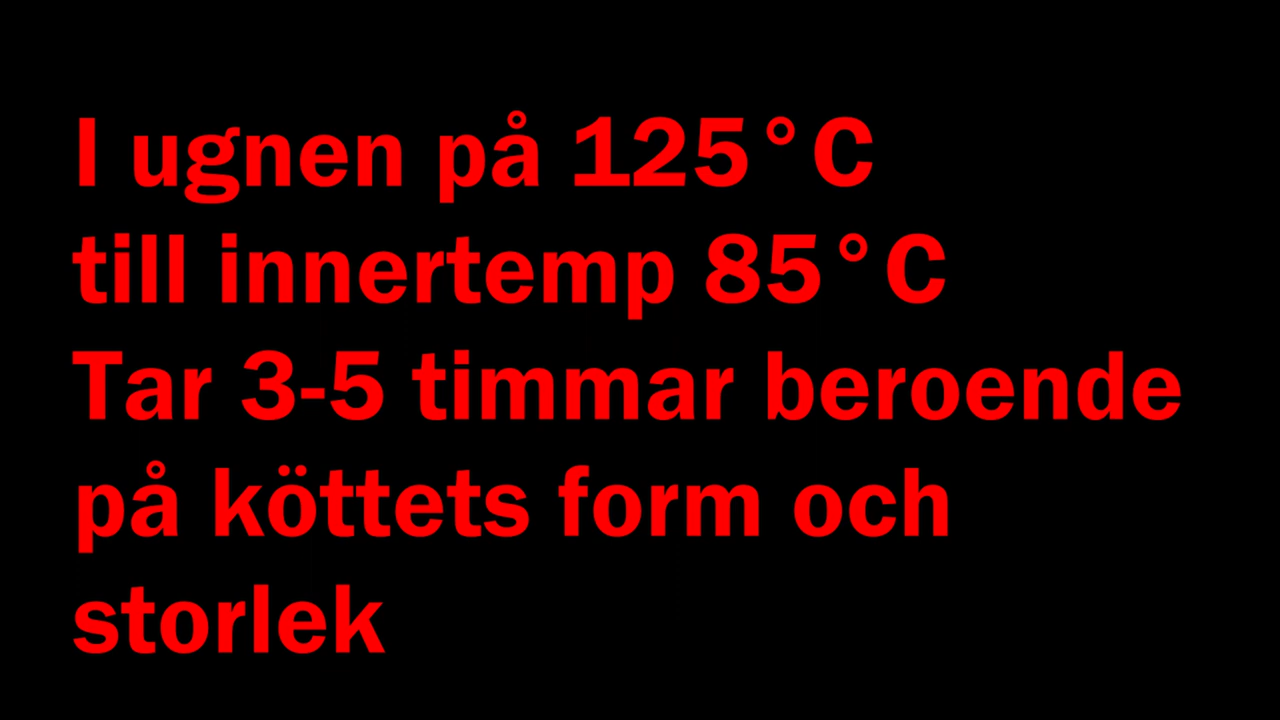 I ugnen på 125°C
till innertemp 85°C
Tar 3-5 timmar beroende
på köttets form och
storlek